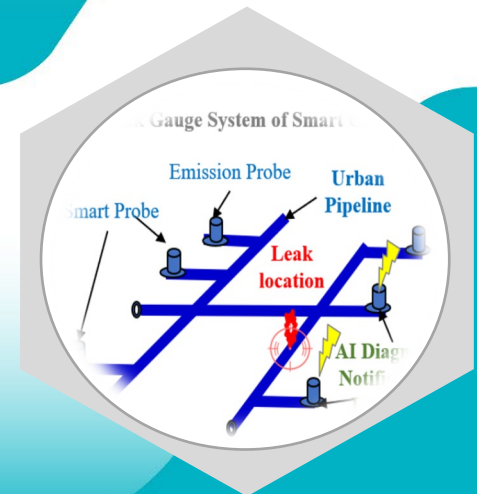 Gauge System of Smart
Emission Probe
Urban
Pipeline
Smart Probe
Leak
location
AI Diag
Notifi